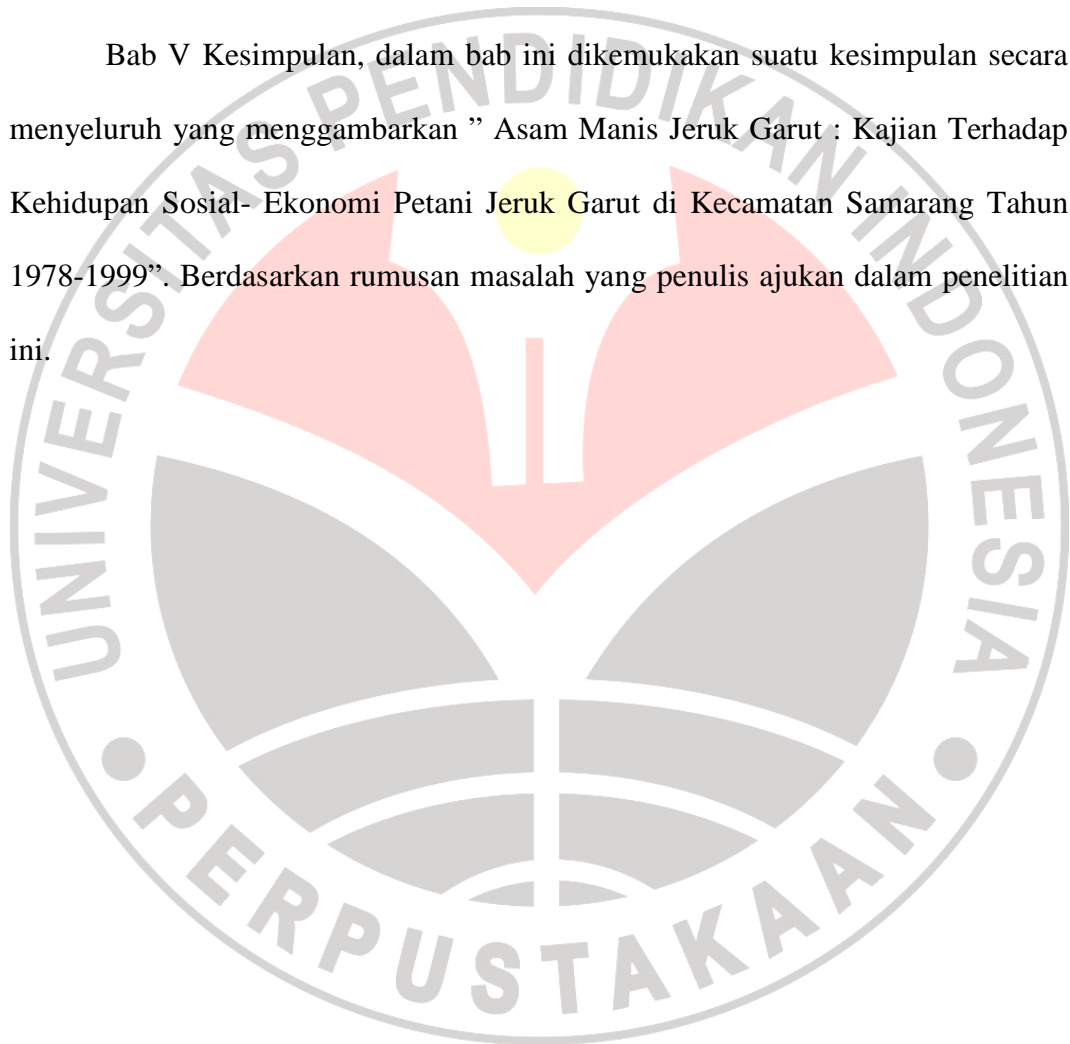 Bab V Kesimpulan, dalam bab ini dikemukakan suatu kesimpulan secara
menyeluruh yang menggambarkan ” Asam Manis Jeruk Garut : Kajian Terhadap
Kehidupan Sosial- Ekonomi Petani Jeruk Garut di Kecamatan Samarang Tahun
1978-1999”. Berdasarkan rumusan masalah yang penulis ajukan dalam penelitian
ini.
UNIVERSITAS PENDIDIKAN INDONESIA
PERPUSTAKAAN